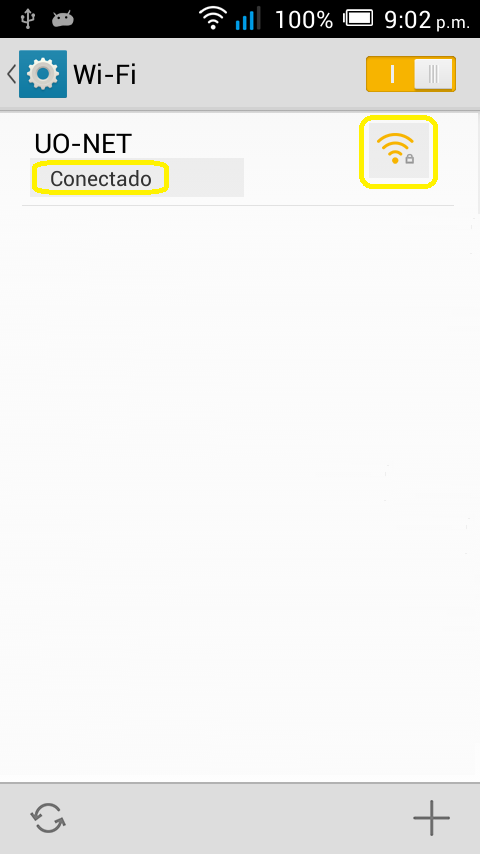 100% 9:02 p.m.
Wi-Fi
UO-NET
Conectado